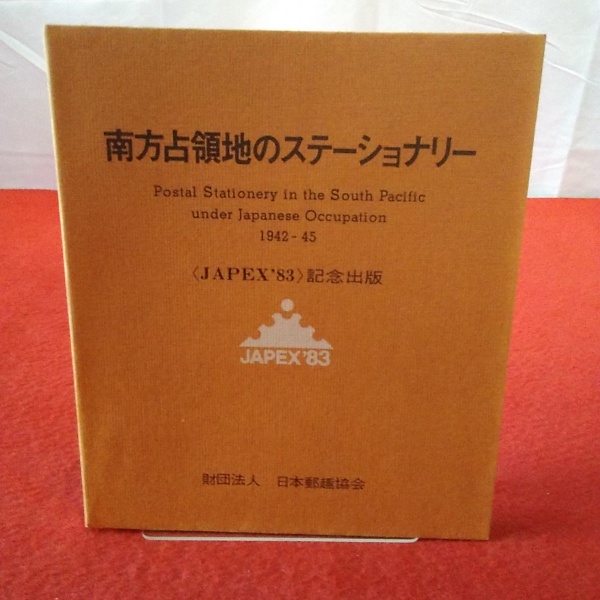 南方占領地のステーショナリー
Postal Stationery in the South Pacific
under Japanese Occupation
1942 - 45
〈JAPEX'83〉記念出版
JAPEX'83
財団法人 日本郵趣協会